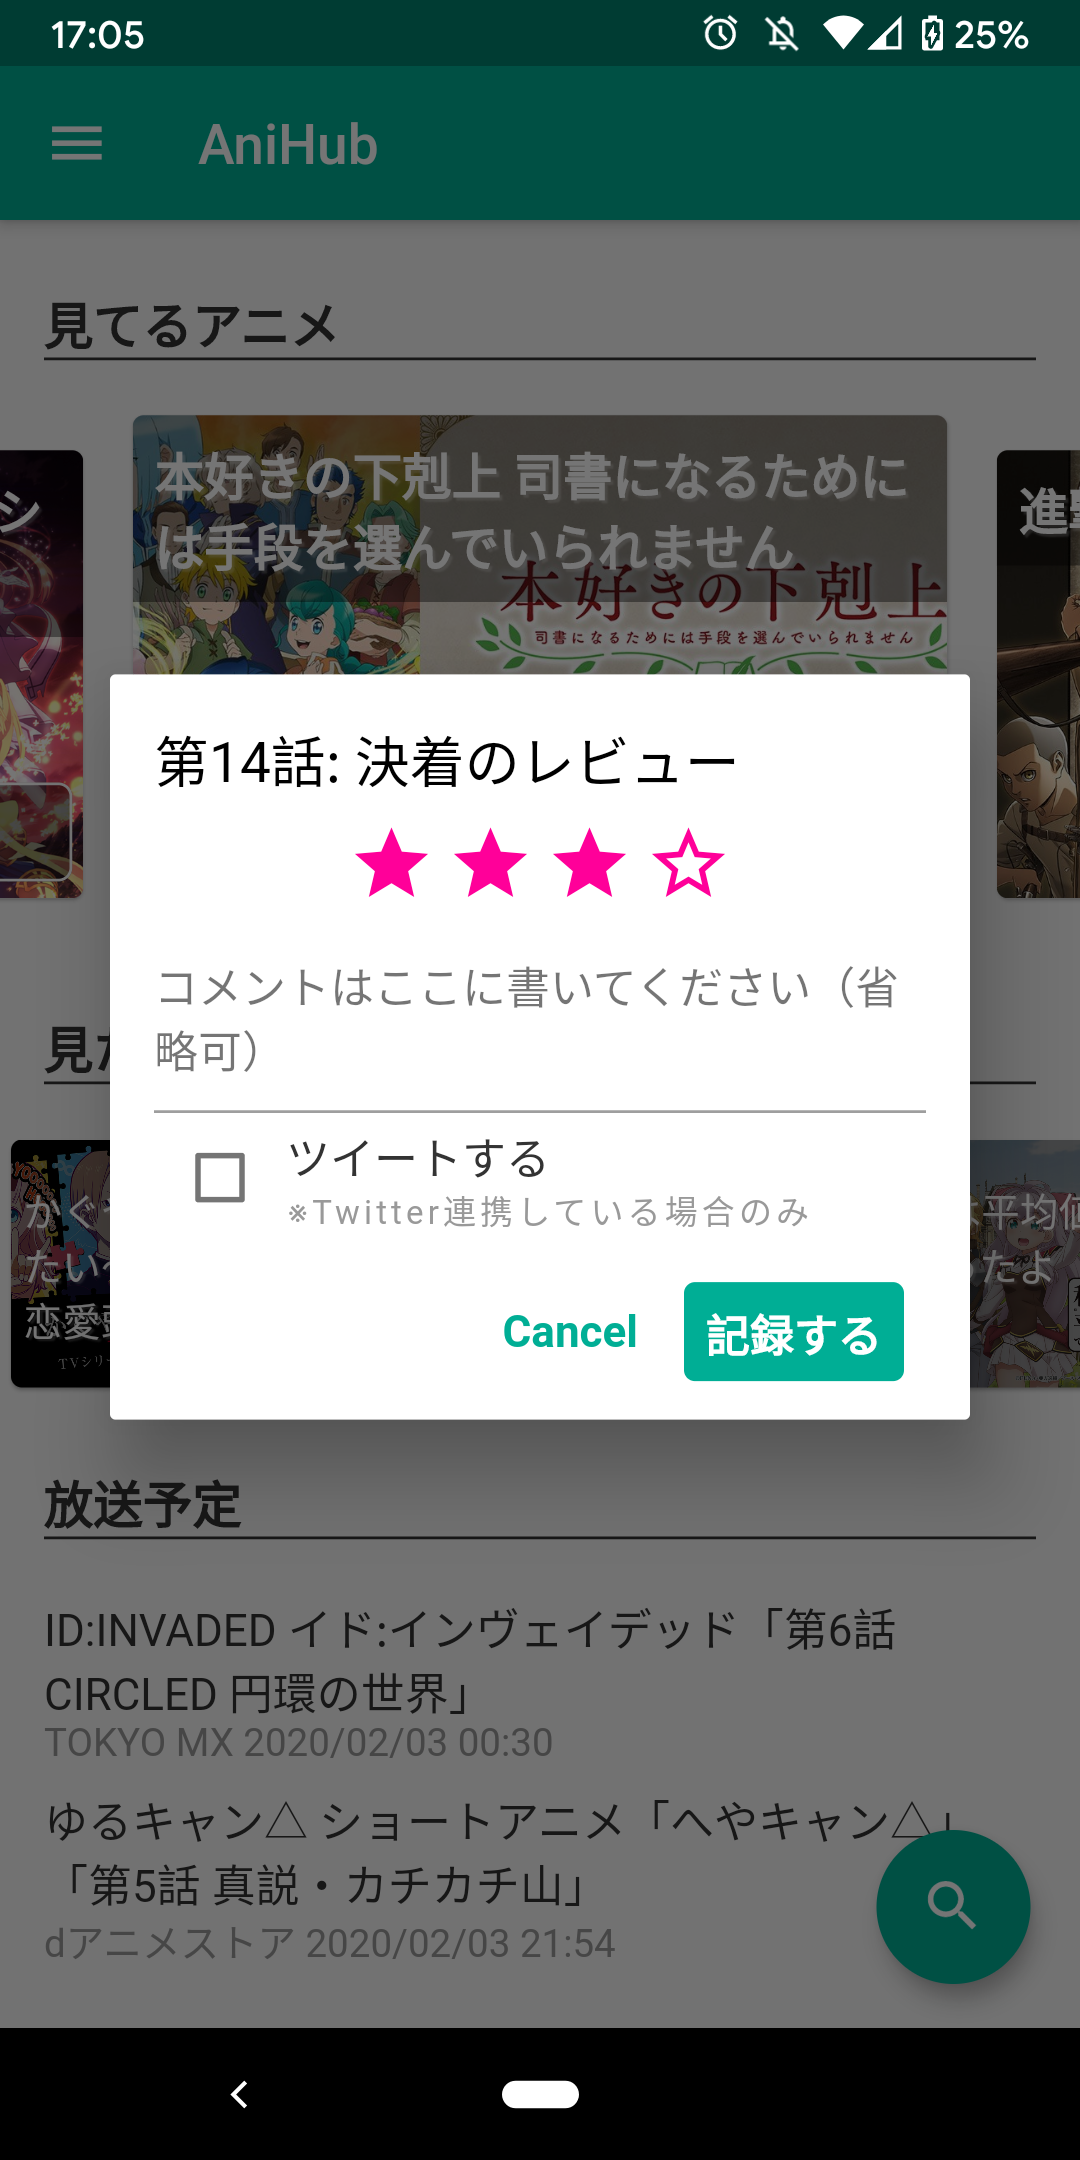 17:05
25%
AniHub
見てるアニメ
シ
本好きの下剋上 司書になるために
は手段を選んでいられません
進
本好きの下剋上
司書になるためには手段を選んでいられません
第14話: 決着のレビュー
コメントはここに書いてください（省
略可）
ツイートする
※Twitter連携している場合のみ
Cancel
記録する
見た
かぐ
たい
恋愛
TVシリ
は平均値
たよ
放送予定
ID:INVADED イド:インヴェイデッド「第6話
CIRCLED 円環の世界」
TOKYO MX 2020/02/03 00:30
ゆるキャン△ ショートアニメ「へやキャン△」
「第5話 真説・カチカチ山」
dアニメストア 2020/02/03 21:54